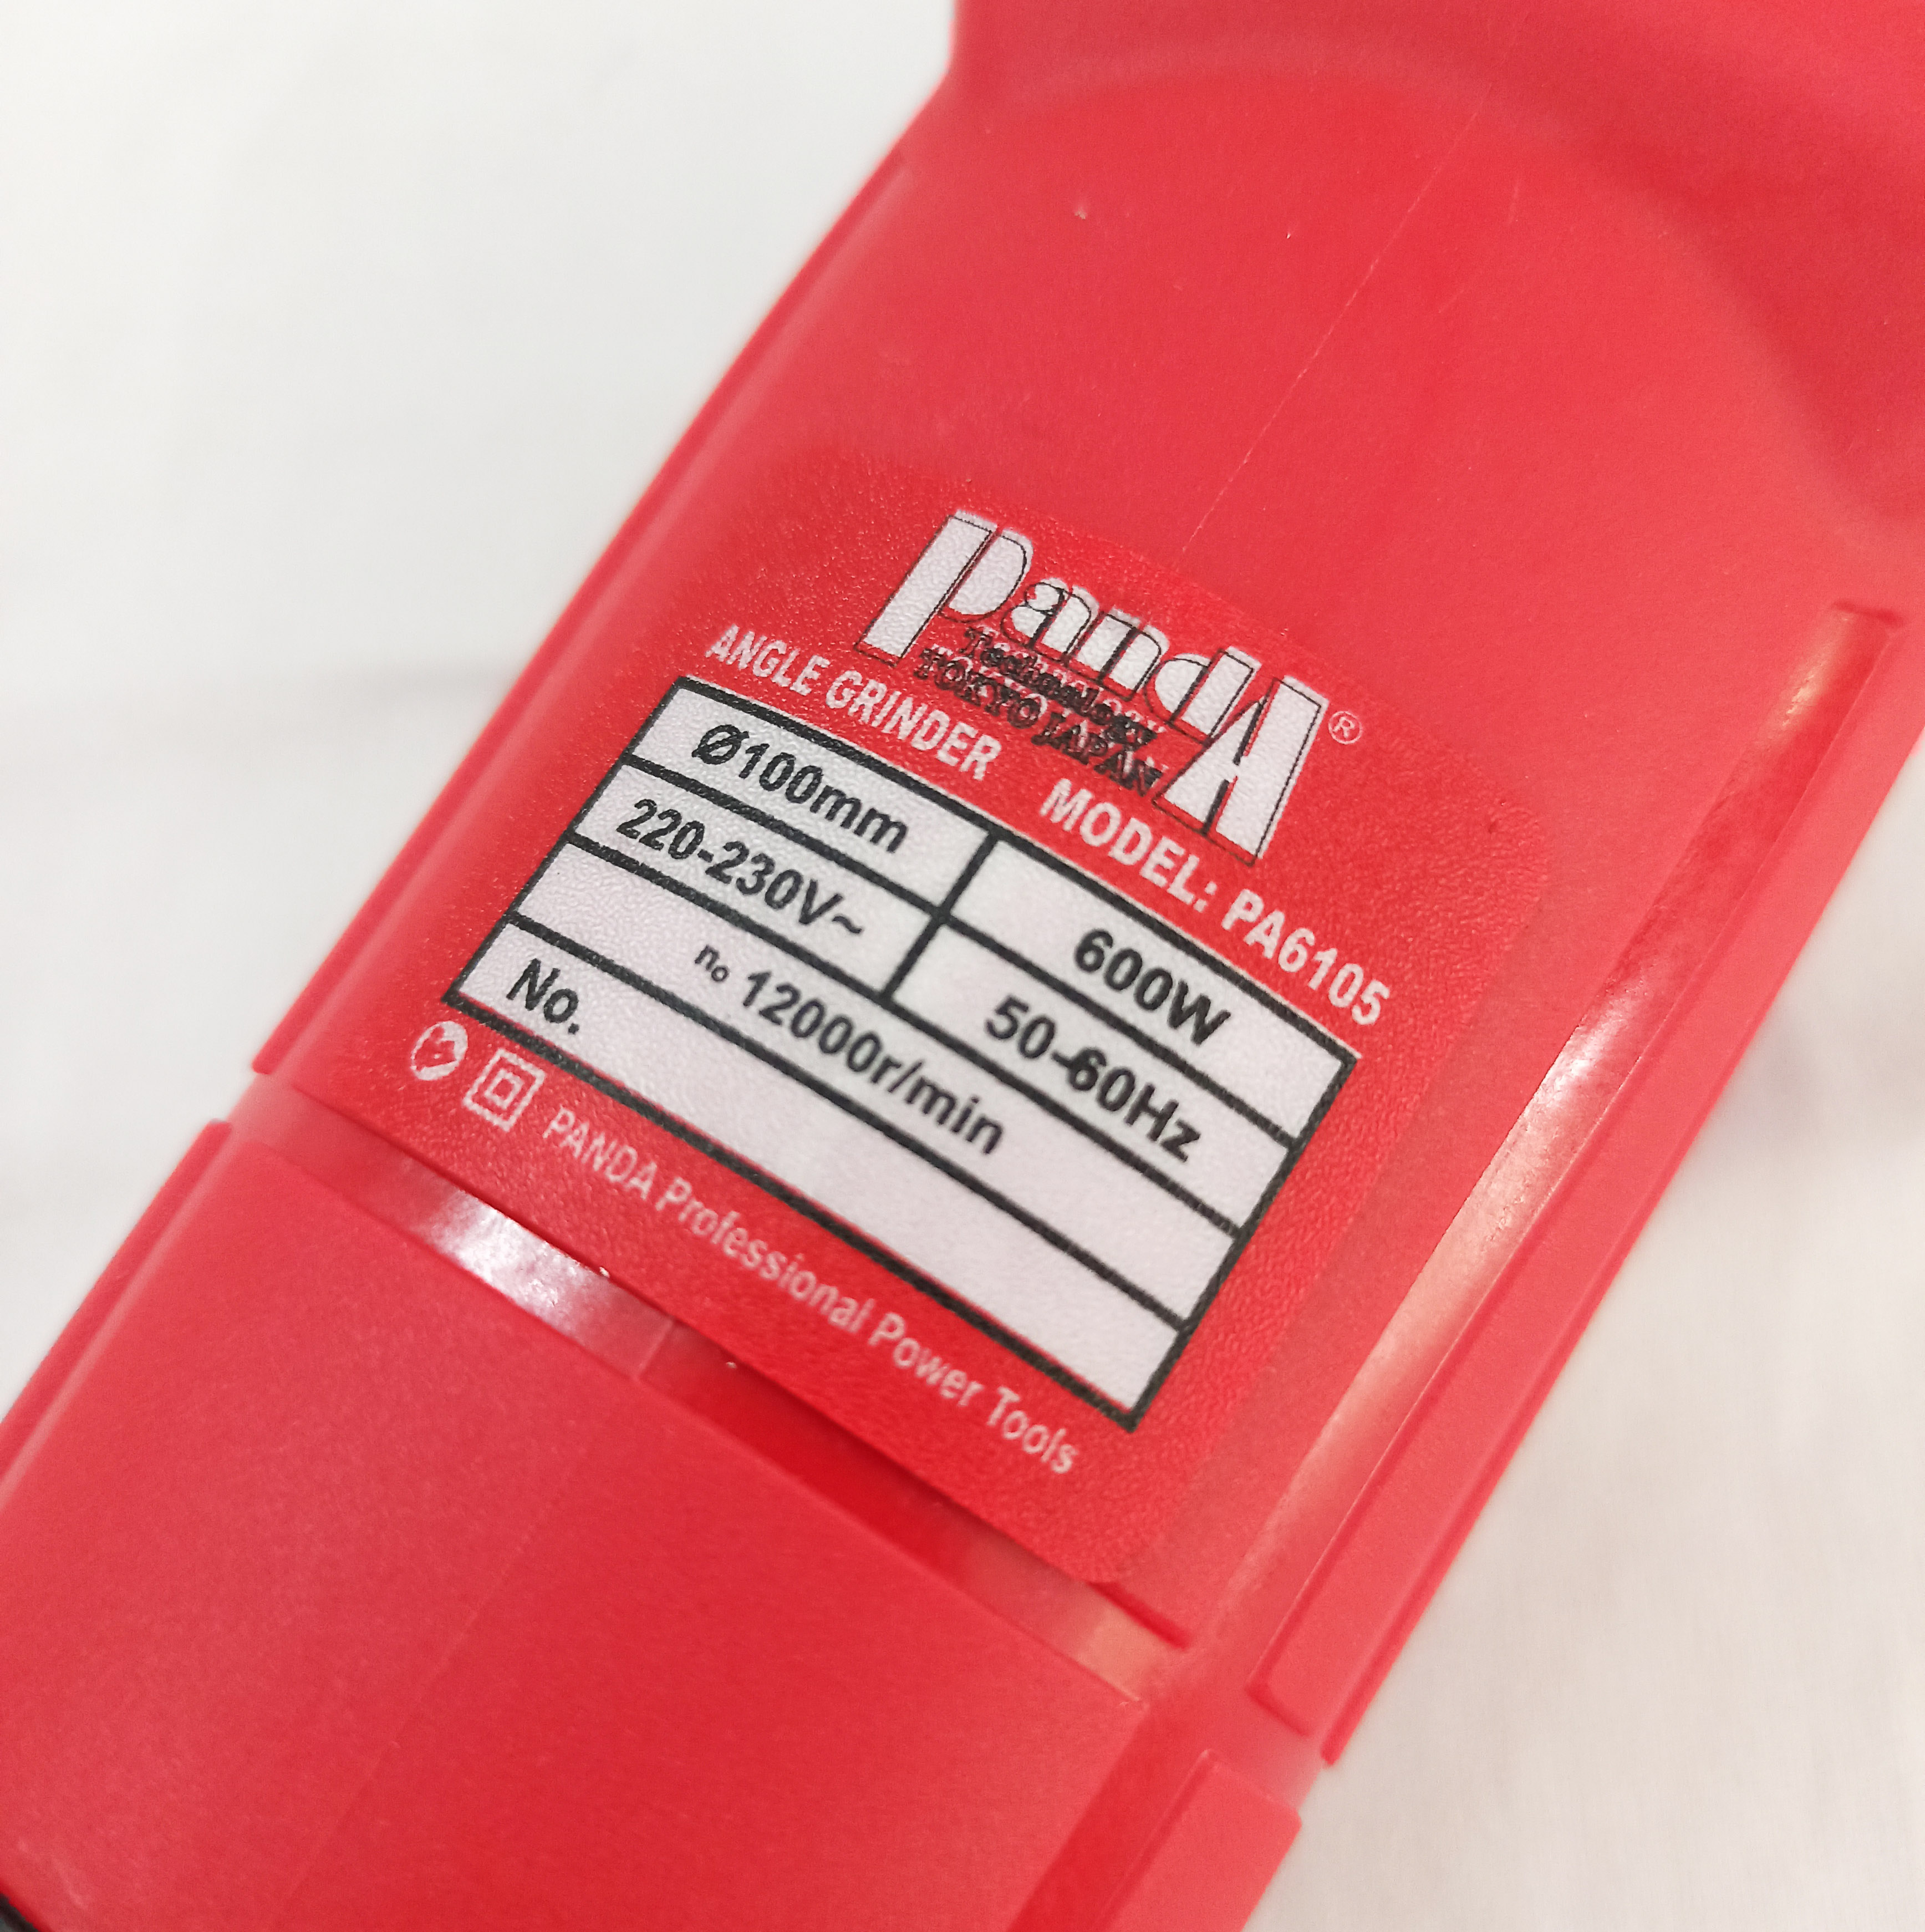 PandA®
Technology
TOKYO JAPAN
ANGLE GRINDER MODEL: PA6105
Ø100mm 600W
220-230V~ 50-60Hz
n₀ 12000r/min
No.
PANDA Professional Power Tools